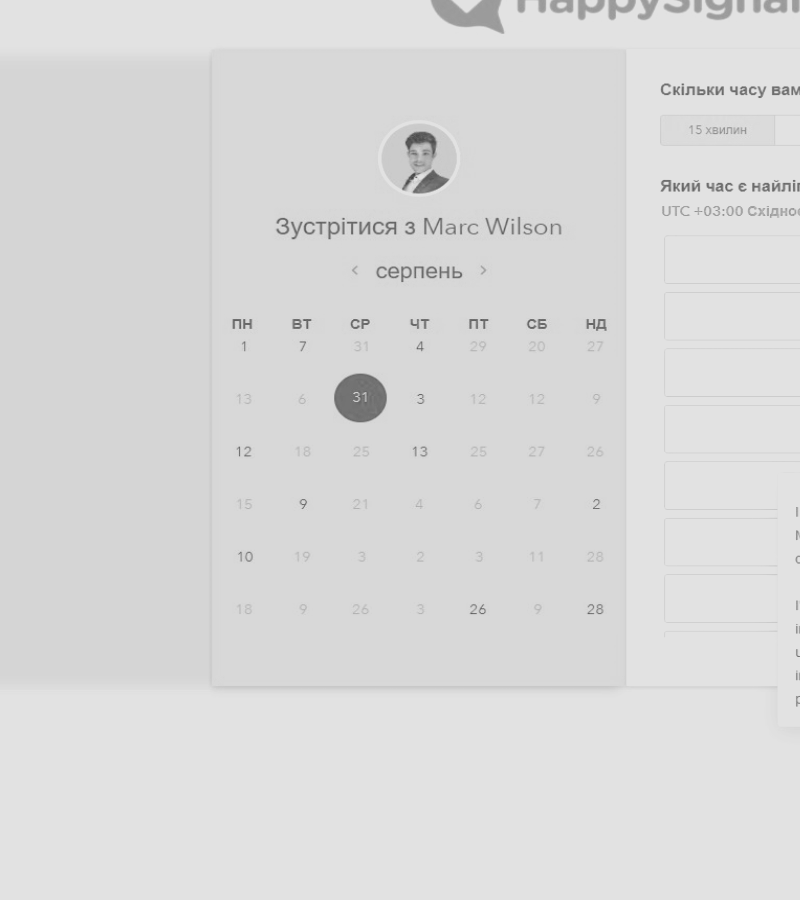 HappySignal
Зустрітися з Marc Wilson
серпень
ПН ВТ СР ЧТ ПТ СБ НД
1 7 31 4 29 20 27
13 6 31 3 12 12 9
12 18 25 13 25 27 26
15 9 21 4 6 7 2
10 19 3 2 3 11 28
18 9 26 3 26 9 28
Скільки часу вам
15 хвилин
Який час є
UTC +03:00